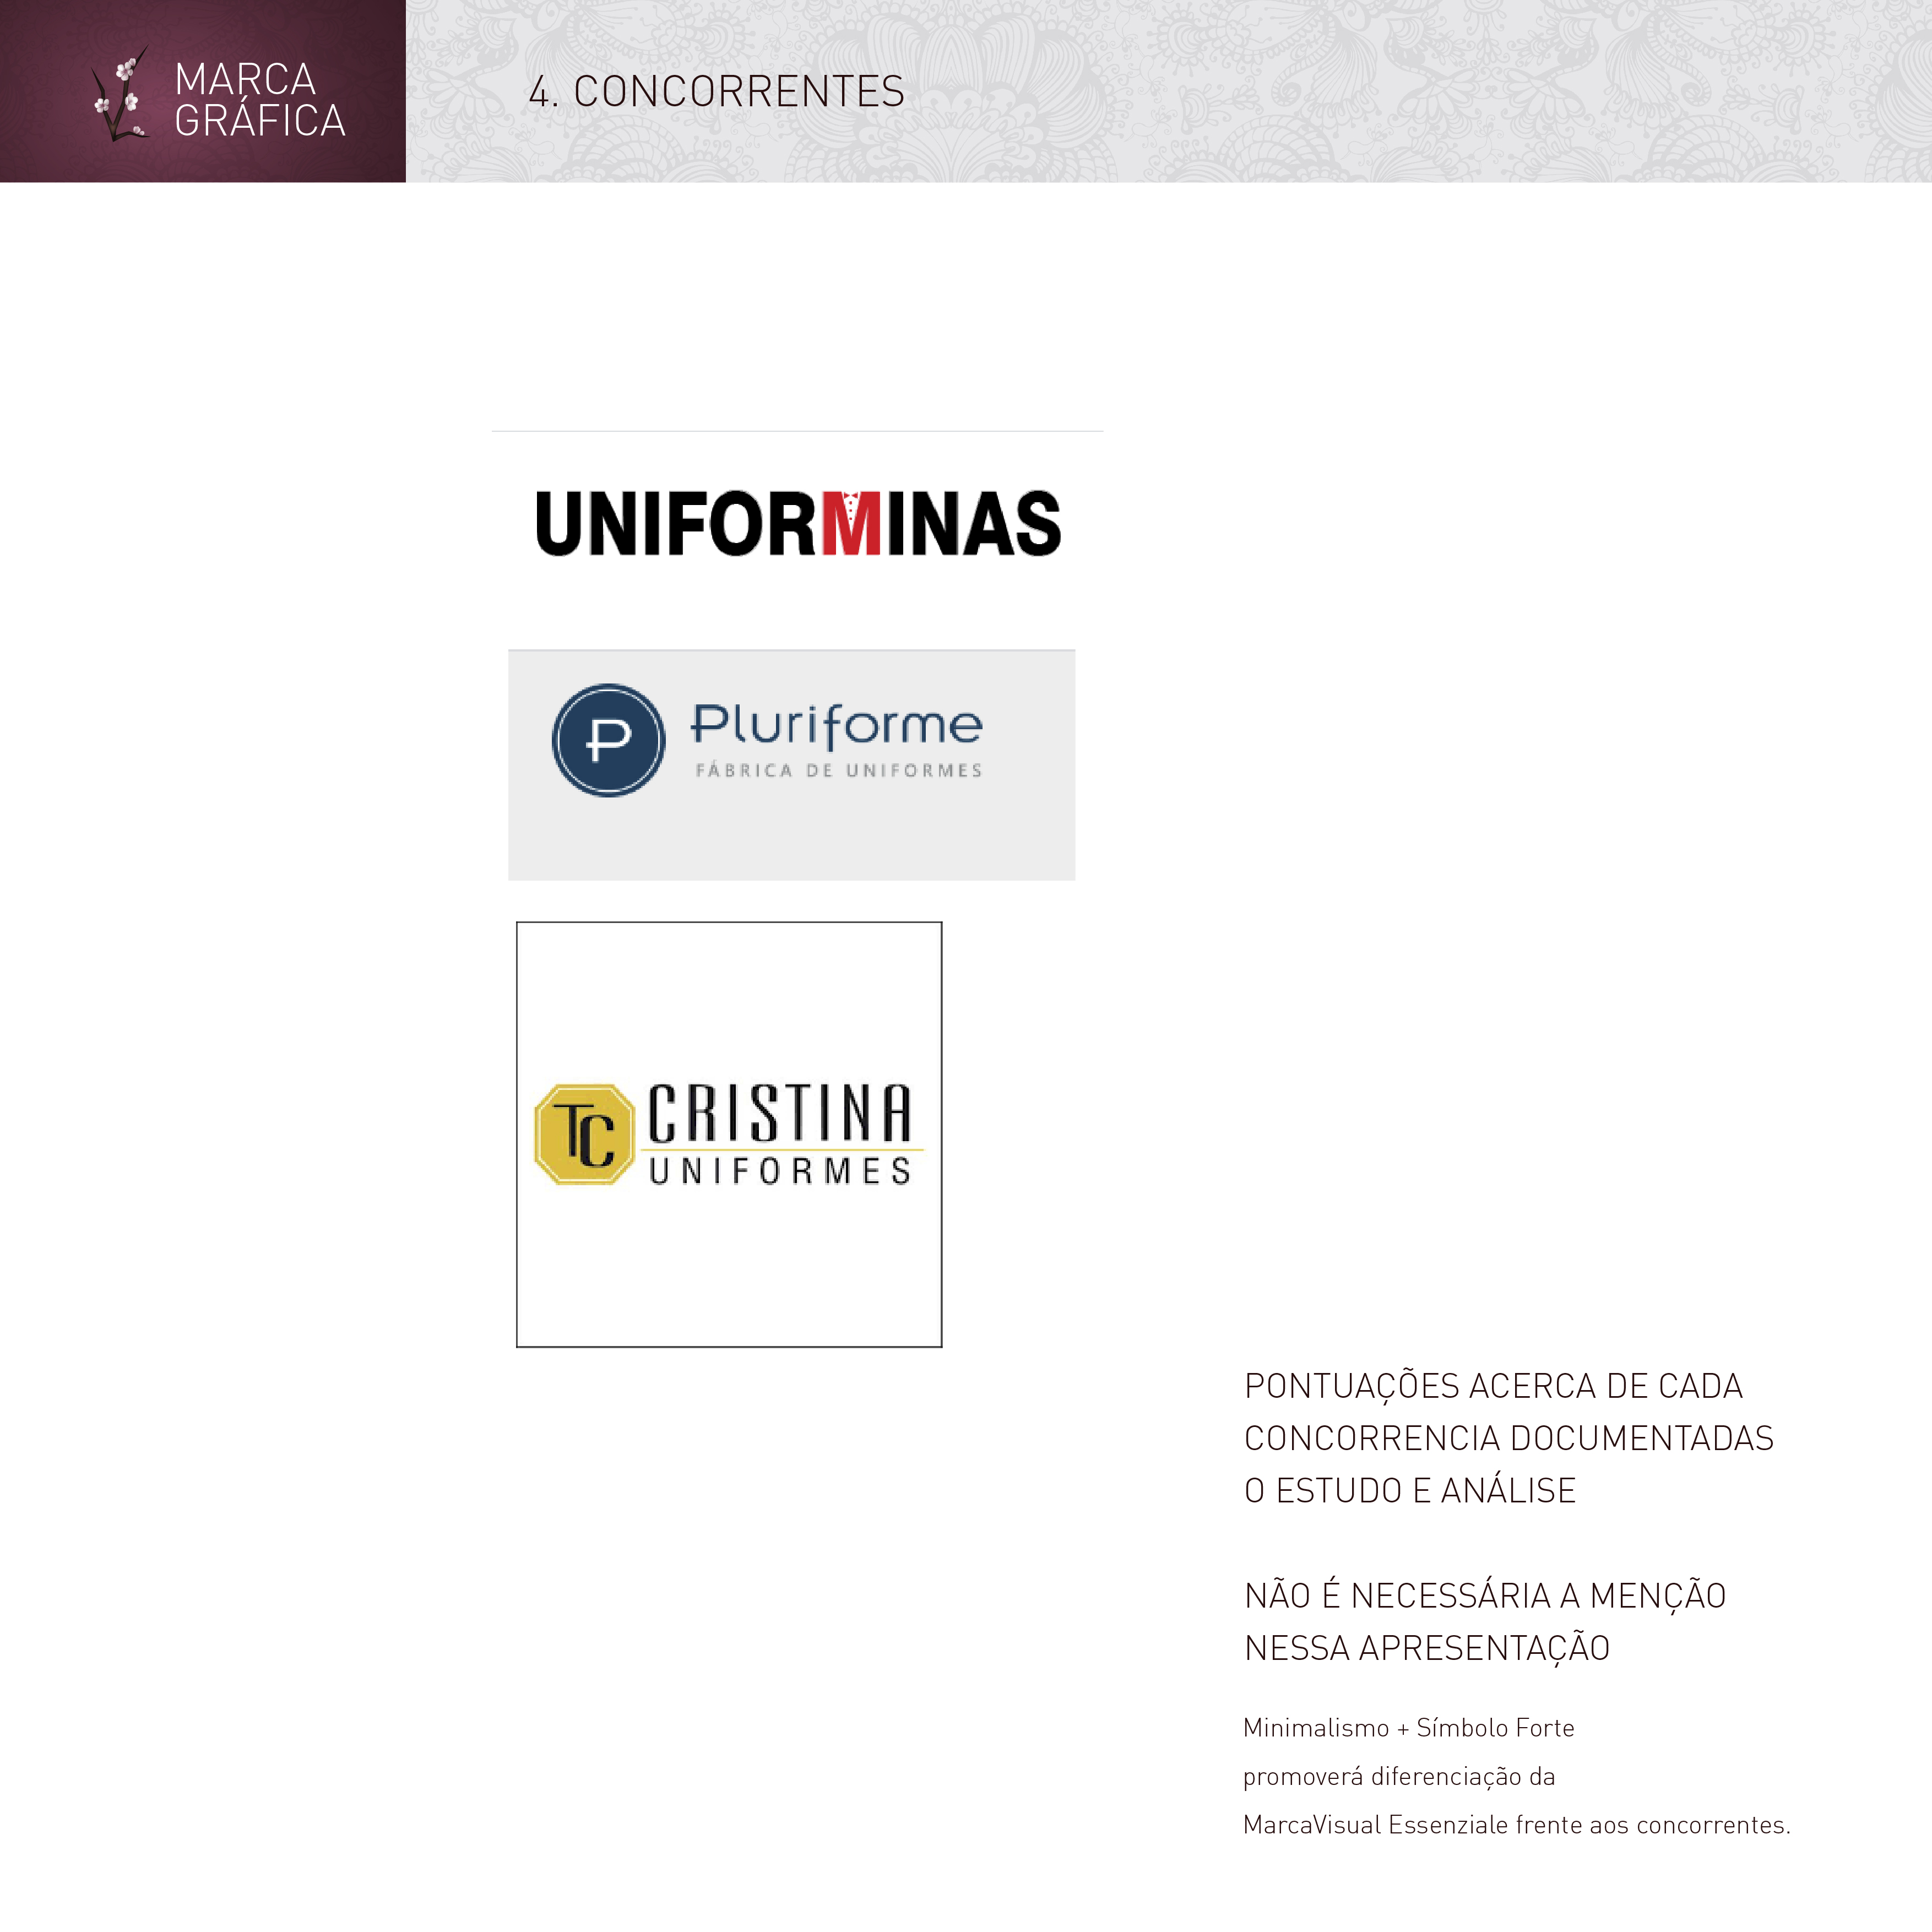 MARCA
GRÁFICA
4. CONCORRENTES
UNIFORMINAS
P
Pluriforme
FÁBRICA DE UNIFORMES
TC
CRISTINA
UNIFORMES
PONTUAÇÕES ACERCA DE CADA
CONCORRENCIA DOCUMENTADAS
O ESTUDO E ANÁLISE
NÃO É NECESSÁRIA A MENÇÃO
NESSA APRESENTAÇÃO
Minimalismo + Símbolo Forte
promoverá diferenciação da
MarcaVisual Essenziale frente aos concorrentes.